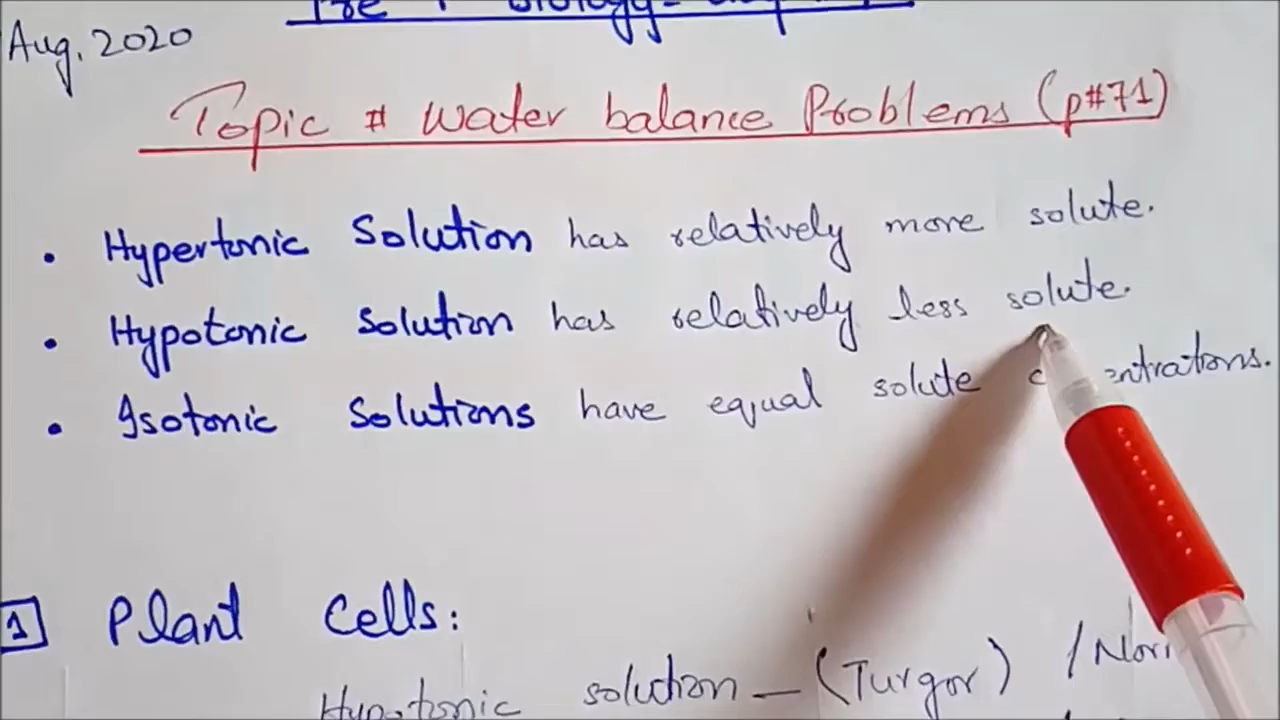 Aug. 2020
Topic # Water balance Problems (p#71)
• Hypertonic Solution has relatively more solute.
• Hypotonic Solution has relatively less solute.
• Isotonic Solutions have equal solute
1 Plant Cells:
Hypotonic solution — (Turgor) /